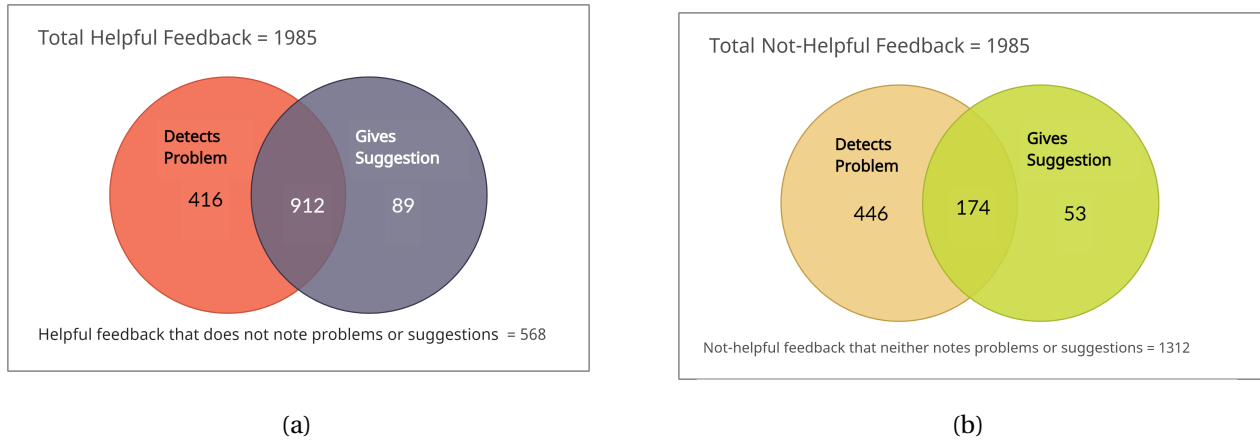 Total Helpful Feedback = 1985
Detects
Problem
416
912
Gives
Suggestion
89
Helpful feedback that does not note problems or suggestions = 568
(a)
Total Not-Helpful Feedback = 1985
Detects
Problem
446
174
Gives
Suggestion
53
Not-helpful feedback that neither notes problems or suggestions = 1312
(b)